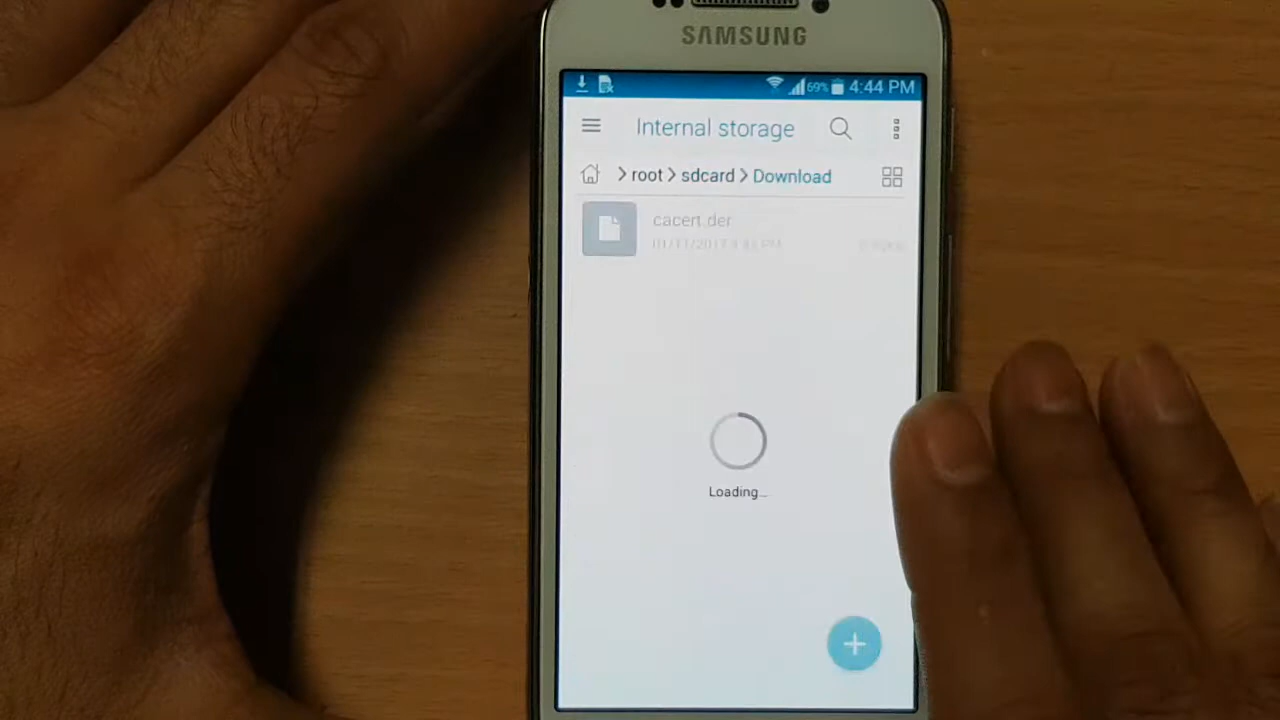 SAMSUNG
69% 4:44 PM
Internal storage
root sdcard Download
cacert.der
Loading...